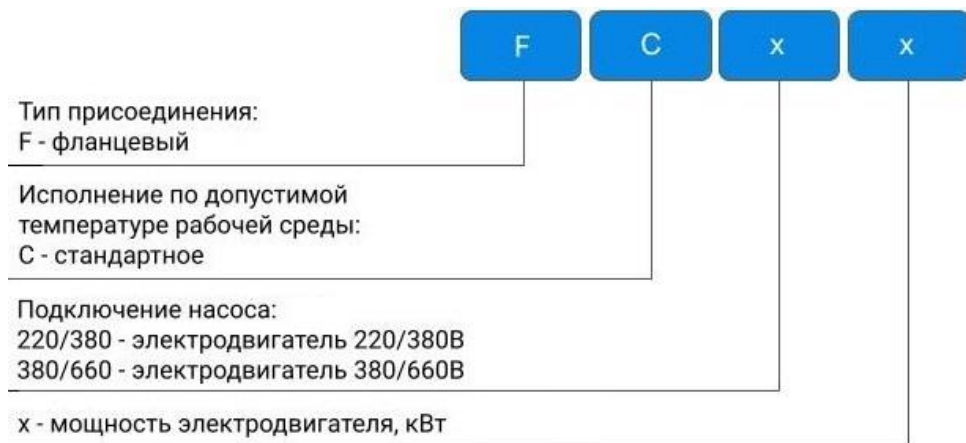 F C x x
Тип присоединения:
F - фланцевый
Исполнение по допустимой
температуре рабочей среды:
С - стандартное
Подключение насоса:
220/380 - электродвигатель 220/380В
380/660 - электродвигатель 380/660В
х - мощность электродвигателя, кВт